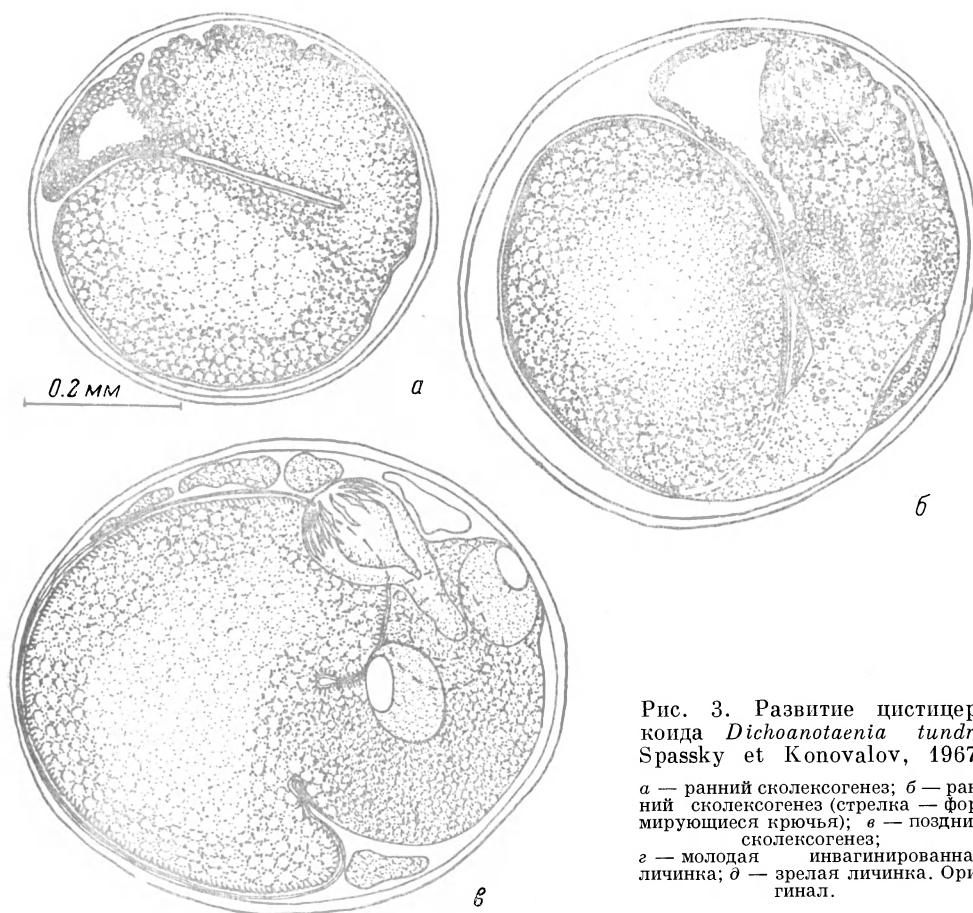 0.2 мм
а
б
в
Рис. 3. Развитие цистицер
коида Dichoanotaenia tundr
Spassky et Konovalov, 1967
а — ранний сколексогенез; б — ран
ний сколексогенез (стрелка — фор
мирующиеся крючья); в — поздни
сколексогенез;
г — молодая инвагинированна
личинка; д — зрелая личинка. Ори
гинал.